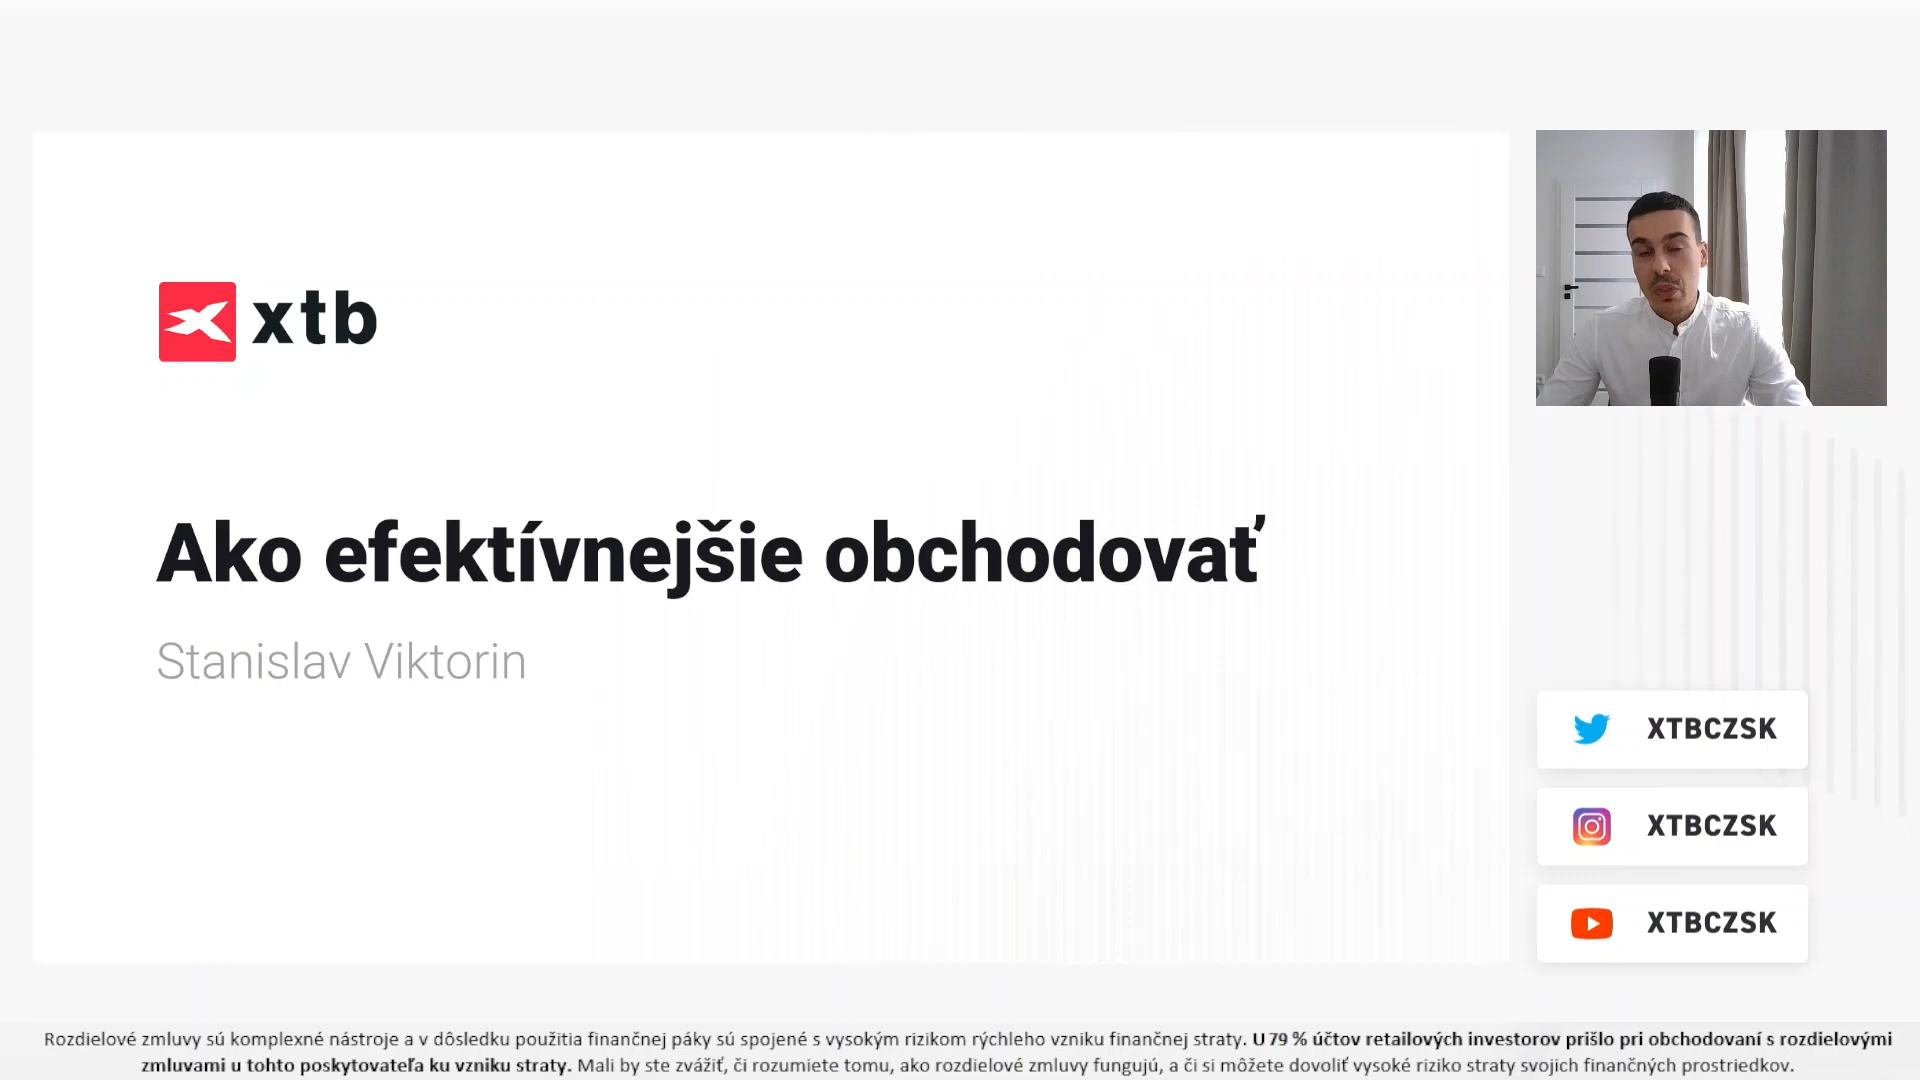 xtb
Ako efektívnejšie obchodovať
Stanislav Viktorin
XTBCZSK
XTBCZSK
XTBCZSK
Rozdielové zmluvy sú komplexné nástroje a v dôsledku použitia finančnej páky sú spojené s vysokým rizikom rýchleho vzniku finančnej straty. U 79 % účtov retailových investorov prišlo pri obchodovaní s rozdielovými
zmluvami u tohto poskytovateľa ku vzniku straty. Mali by ste zvážiť, či rozumiete tomu, ako rozdielové zmluvy fungujú, a či si môžete dovoliť vysoké riziko straty svojich finančných prostriedkov.